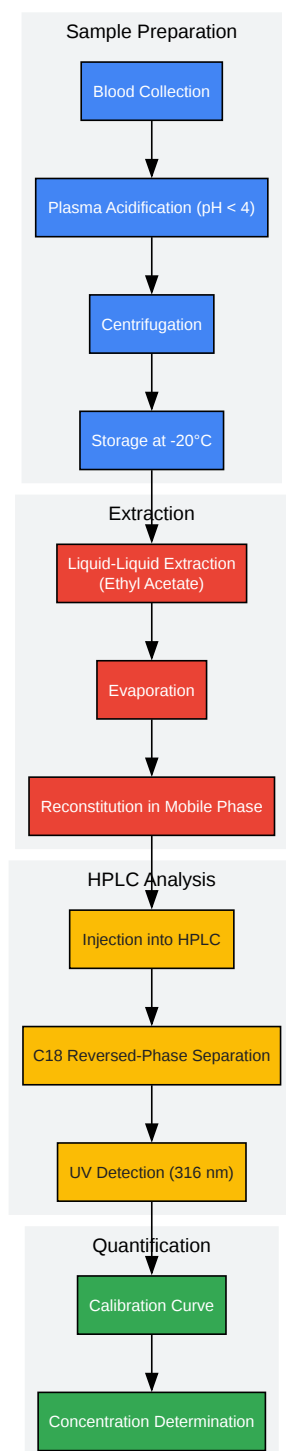 Sample Preparation
Blood Collection
Plasma Acidification (pH < 4)
Centrifugation
Storage at -20°C
Extraction
Liquid-Liquid Extraction
(Ethyl Acetate)
Evaporation
Reconstitution in Mobile Phase
HPLC Analysis
Injection into HPLC
C18 Reversed-Phase Separation
UV Detection (316 nm)
Quantification
Calibration Curve
Concentration Determination